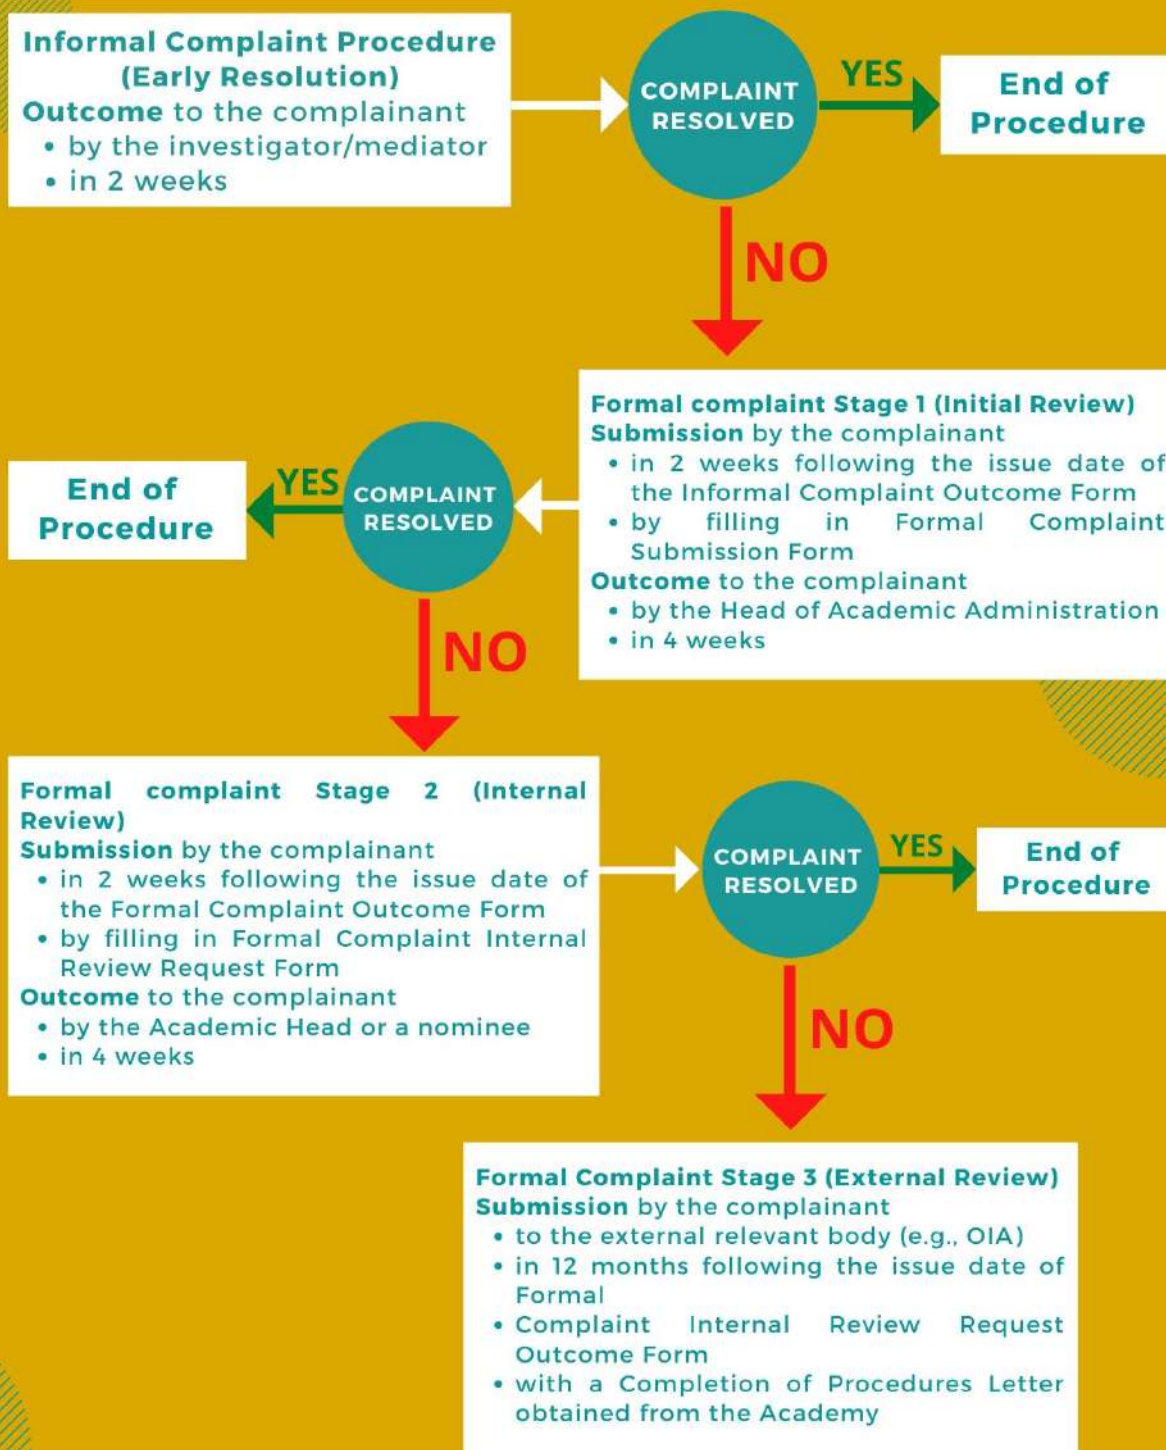 Informal Complaint Procedure
(Early Resolution)
Outcome to the complainant
• by the investigator/mediator
• in 2 weeks
COMPLAINT
RESOLVED
YES
End of
Procedure
NO
Formal complaint Stage 1 (Initial Review)
Submission by the complainant
• in 2 weeks following the issue date of
the Informal Complaint Outcome Form
• by filling in Formal Complaint
Submission Form
Outcome to the complainant
• by the Head of Academic Administration
• in 4 weeks
COMPLAINT
RESOLVED
YES
End of
Procedure
NO
Formal complaint Stage 2 (Internal
Review)
Submission by the complainant
• in 2 weeks following the issue date of
the Formal Complaint Outcome Form
• by filling in Formal Complaint Internal
Review Request Form
Outcome to the complainant
• by the Academic Head or a nominee
• in 4 weeks
COMPLAINT
RESOLVED
YES
End of
Procedure
NO
Formal Complaint Stage 3 (External Review)
Submission by the complainant
• to the external relevant body (e.g., OIA)
• in 12 months following the issue date of
Formal
• Complaint Internal Review Request
Outcome Form
• with a Completion of Procedures Letter
obtained from the Academy